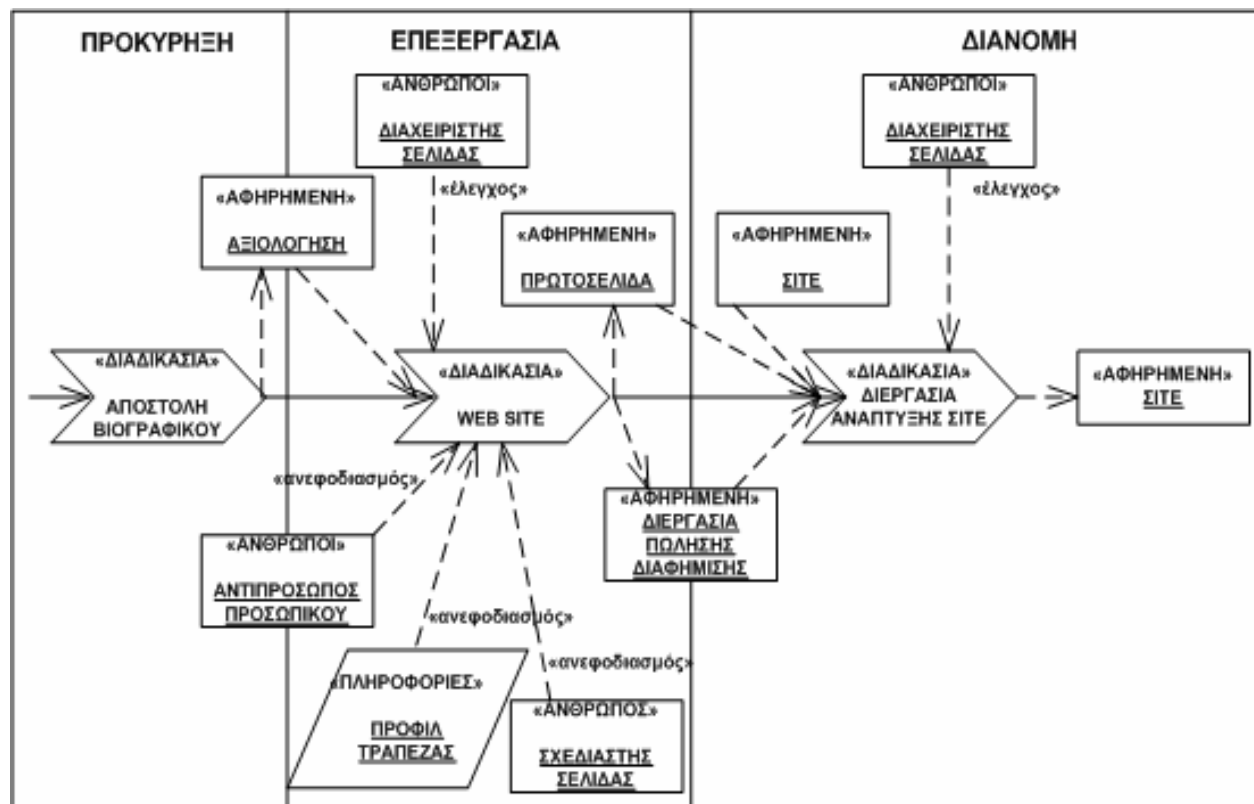 ΠΡΟΚΥΡΗΞΗ
ΕΠΕΞΕΡΓΑΣΙΑ
ΔΙΑΝΟΜΗ
«ΑΝΘΡΩΠΟΙ»
ΔΙΑΧΕΙΡΙΣΤΗΣ
ΣΕΛΙΔΑΣ
«ΑΝΘΡΩΠΟΙ»
ΔΙΑΧΕΙΡΙΣΤΗΣ
ΣΕΛΙΔΑΣ
«έλεγχος»
«έλεγχος»
«ΑΦΗΡΗΜΕΝΗ»
ΑΞΙΟΛΟΓΗΣΗ
«ΑΦΗΡΗΜΕΝΗ»
ΠΡΩΤΟΣΕΛΙΔΑ
«ΑΦΗΡΗΜΕΝΗ»
ΣΙΤΕ
«ΔΙΑΔΙΚΑΣΙΑ»
ΑΠΟΣΤΟΛΗ
ΒΙΟΓΡΑΦΙΚΟΥ
«ΔΙΑΔΙΚΑΣΙΑ»
WEB SITE
«ΔΙΑΔΙΚΑΣΙΑ»
ΔΙΕΡΓΑΣΙΑ
ΑΝΑΠΤΥΞΗΣ ΣΙΤΕ
«ΑΦΗΡΗΜΕΝΗ»
ΣΙΤΕ
«ανεφοδιασμός»
«ΑΦΗΡΗΜΕΝΗ»
ΔΙΕΡΓΑΣΙΑ
ΠΩΛΗΣΗΣ
ΔΙΑΦΗΜΙΣΗΣ
«ΑΝΘΡΩΠΟΙ»
ΑΝΤΙΠΡΟΣΩΠΟΣ
ΠΡΟΣΩΠΙΚΟΥ
«ανεφοδιασμός»
«ανεφοδιασμός»
«ΠΛΗΡΟΦΟΡΙΕΣ»
ΠΡΟΦΙΛ
ΤΡΑΠΕΖΑΣ
«ΑΝΘΡΩΠΟΣ»
ΣΧΕΔΙΑΣΤΗΣ
ΣΕΛΙΔΑΣ